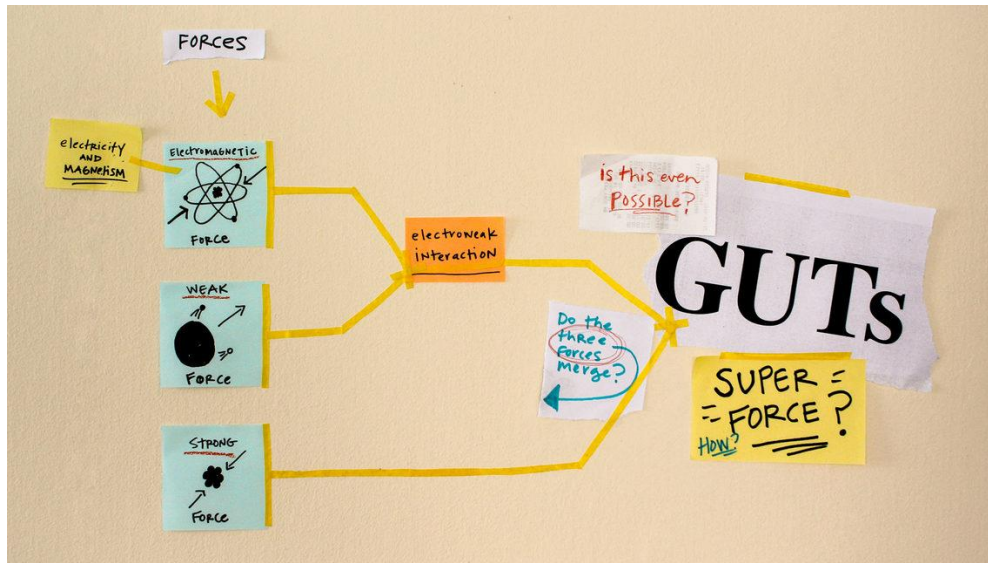 FORCES
electricity
AND
MAGNETISM
ELECTROMAGNETIC
FORCE
WEAK
FORCE
STRONG
FORCE
electroweak
INteractioN
is this even
POSSIBLE?
GUTs
Do the
three
Forces
merge?
SUPER
FORCE?
How?